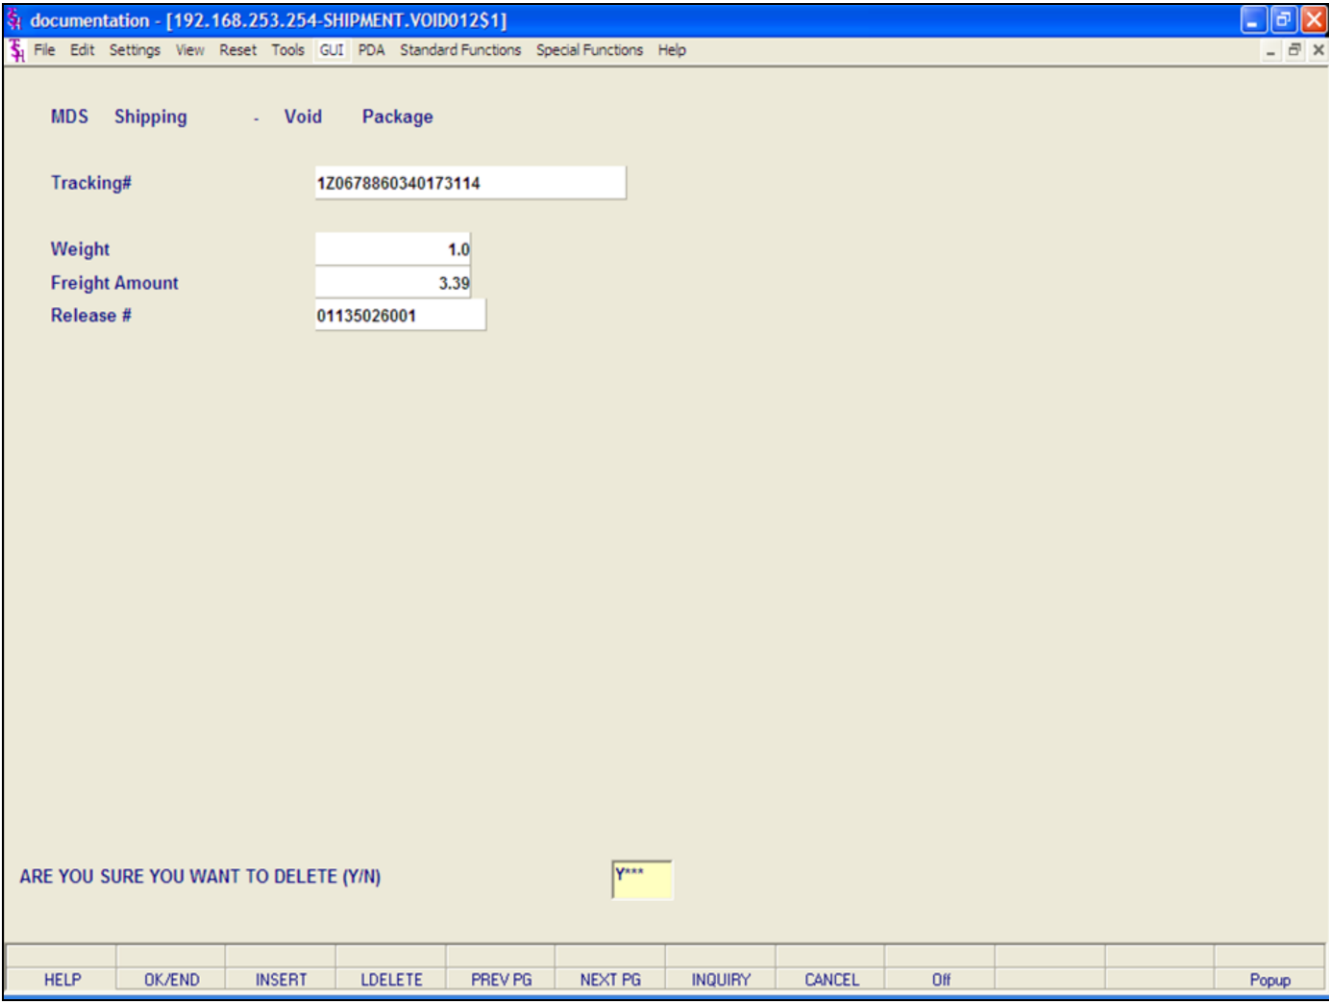 documentation - [192.168.253.254-SHIPMENT.VOID012$1]
File Edit Settings View Reset Tools GUI PDA Standard Functions Special Functions Help
MDS Shipping - Void Package
Tracking# 1Z0678860340173114
Weight 1.0
Freight Amount 3.39
Release # 01135026001
ARE YOU SURE YOU WANT TO DELETE (Y/N) Y***
HELP OK/END INSERT LDELETE PREV PG NEXT PG INQUIRY CANCEL Off Popup